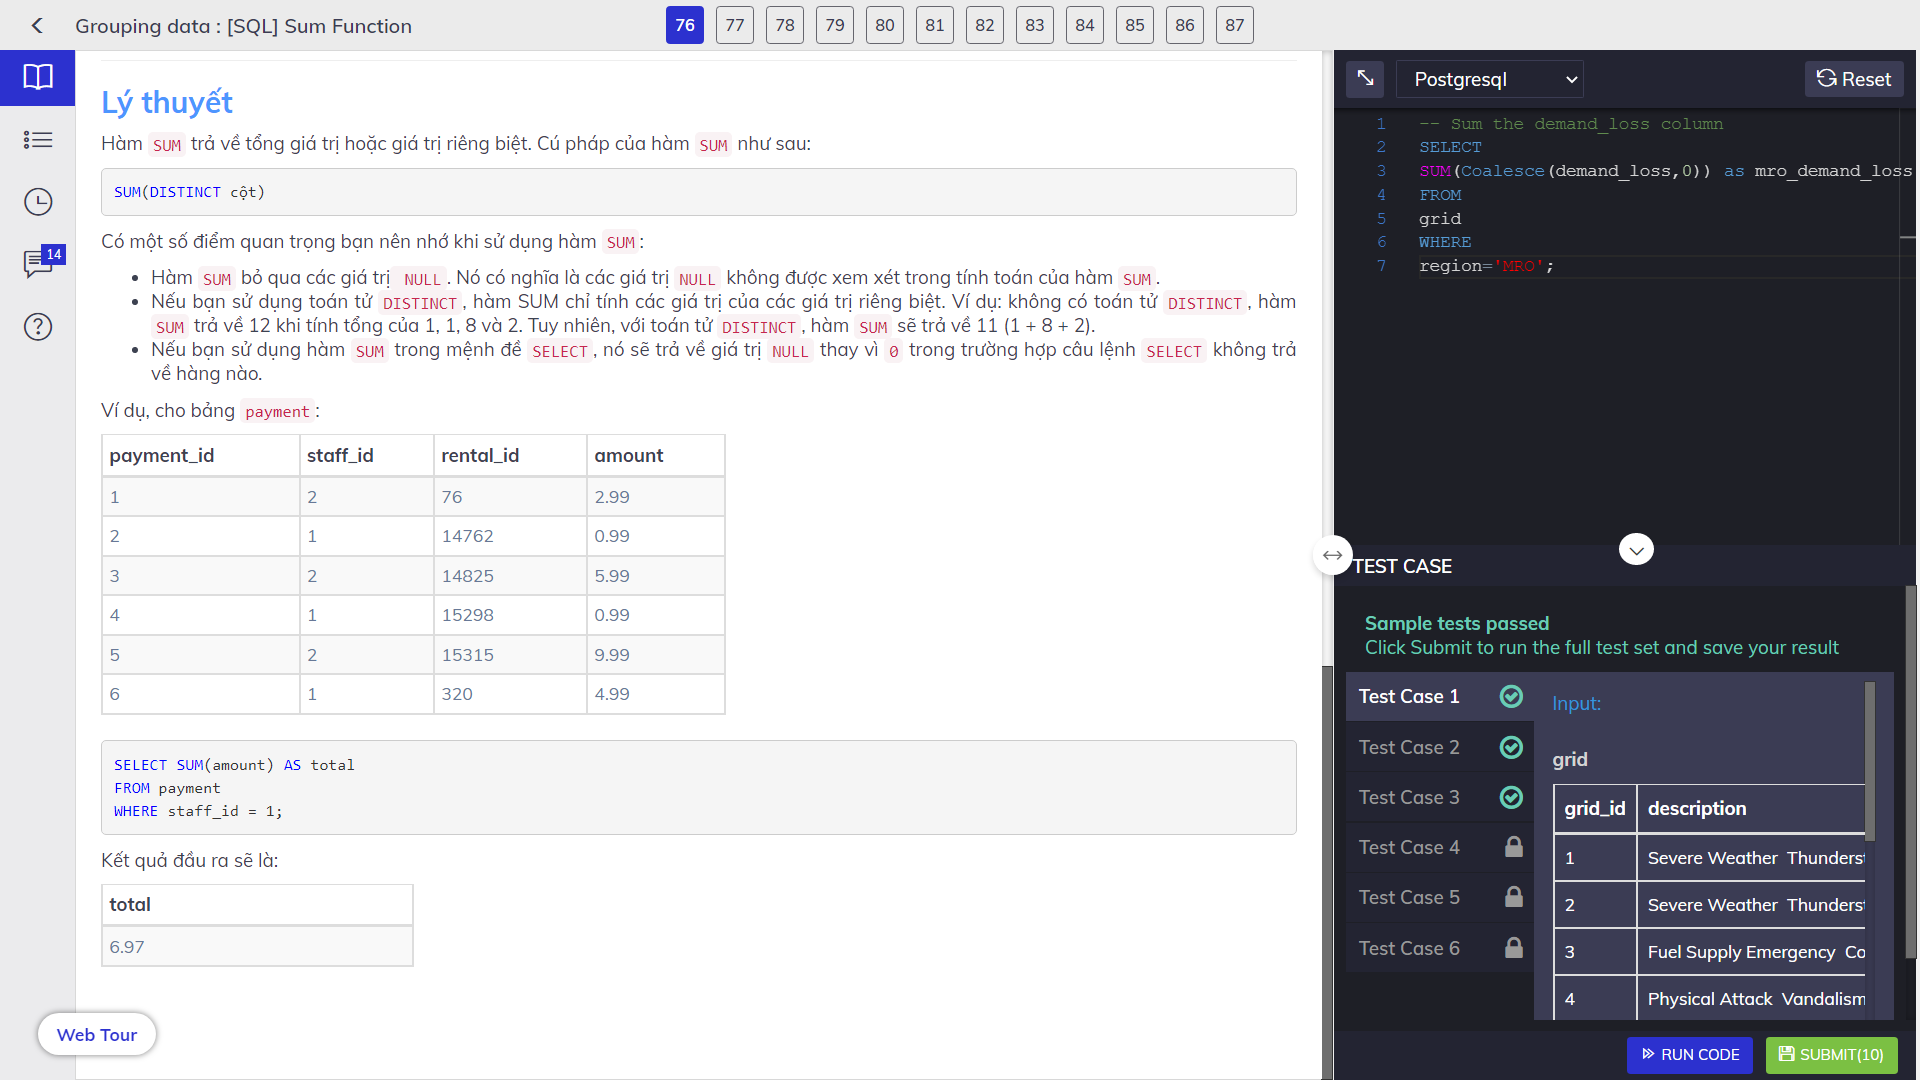 Grouping data : [SQL] Sum Function
76 77 78 79 80 81 82 83 84 85 86 87
14
Lý thuyết
Hàm SUM trả về tổng giá trị hoặc giá trị riêng biệt. Cú pháp của hàm SUM như sau:
SUM(DISTINCT cột)
Có một số điểm quan trọng bạn nên nhớ khi sử dụng hàm SUM:
Hàm SUM bỏ qua các giá trị NULL. Nó có nghĩa là các giá trị NULL không được xem xét trong tính toán của hàm SUM.
Nếu bạn sử dụng toán tử DISTINCT, hàm SUM chỉ tính các giá trị của các giá trị riêng biệt. Ví dụ: không có toán tử DISTINCT, hàm
SUM trả về 12 khi tính tổng của 1, 1, 8 và 2. Tuy nhiên, với toán tử DISTINCT, hàm SUM sẽ trả về 11 (1 + 8 + 2).
Nếu bạn sử dụng hàm SUM trong mệnh đề SELECT, nó sẽ trả về giá trị NULL thay vì 0 trong trường hợp câu lệnh SELECT không trả
về hàng nào.
Ví dụ, cho bảng payment:
payment_id staff_id rental_id amount
1 2 76 2.99
2 1 14762 0.99
3 2 14825 5.99
4 1 15298 0.99
5 2 15315 9.99
6 1 320 4.99
SELECT SUM(amount) AS total
FROM payment
WHERE staff_id = 1;
Kết quả đầu ra sẽ là:
total
6.97
Web Tour
Postgresql
Reset
1 -- Sum the demand_loss column
2 SELECT
3 SUM(Coalesce(demand_loss,0)) as mro_demand_loss
4 FROM
5 grid
6 WHERE
7 region='MRO';
TEST CASE
Sample tests passed
Click Submit to run the full test set and save your result
Test Case 1
Test Case 2
Test Case 3
Test Case 4
Test Case 5
Test Case 6
Input:
grid
grid_id description
1 Severe Weather Thunderst
2 Severe Weather Thunderst
3 Fuel Supply Emergency Co
4 Physical Attack Vandalism
RUN CODE
SUBMIT(10)